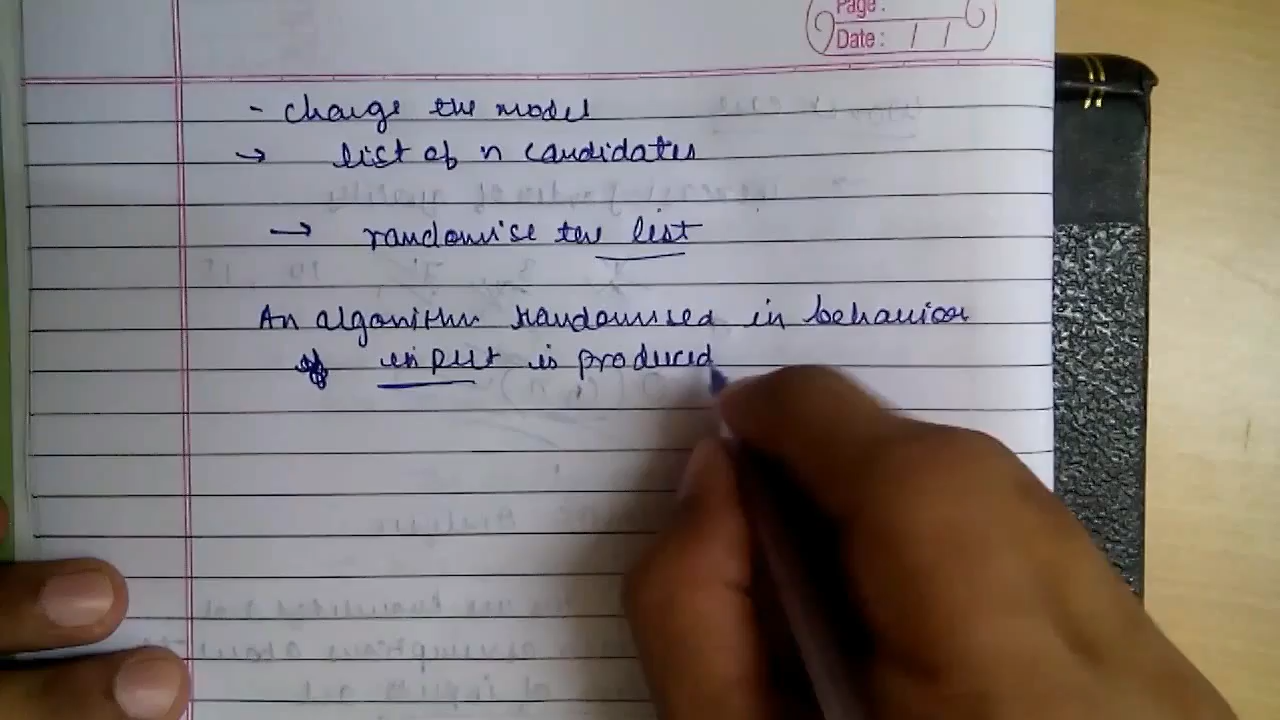 Page :
Date : / /
- change the model
→ list of n candidates
→ randomise the list
An algorithm randomised in behaviour
if input is produced